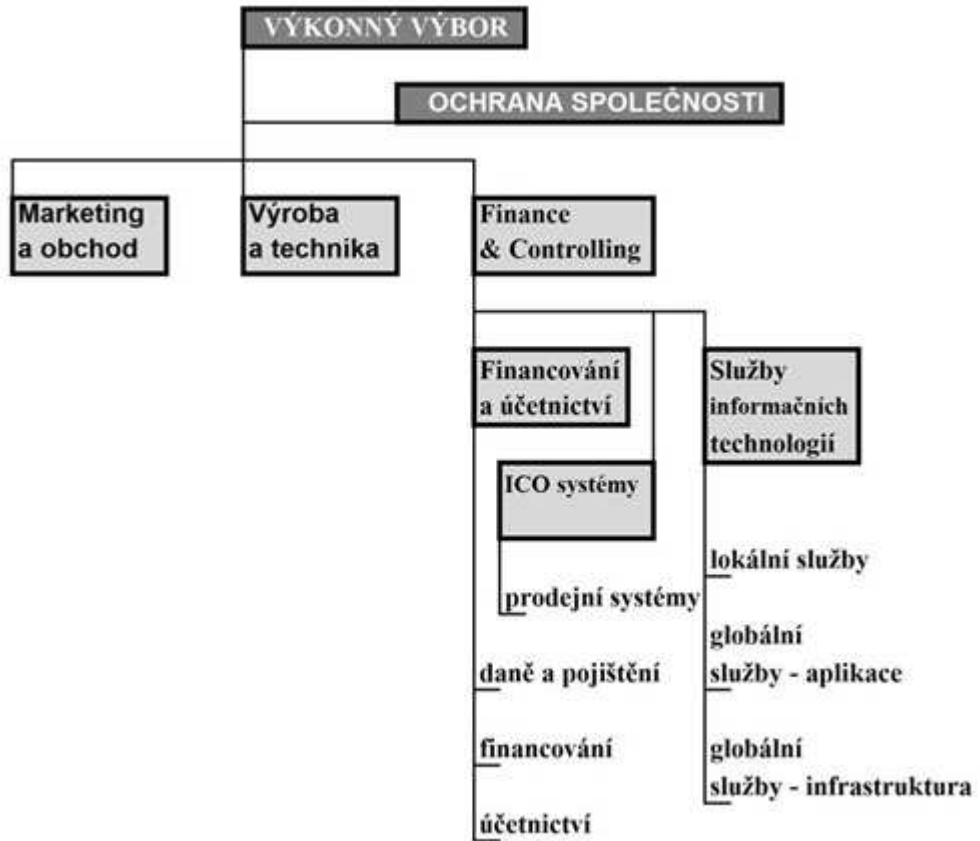 VÝKONNÝ VÝBOR
OCHRANA SPOLEČNOSTI
Marketing
a obchod
Výroba
a technika
Finance
& Controlling
Financování
a účetnictví
Služby
informačních
technologií
ICO systémy
lokální služby
prodejní systémy
globální
služby - aplikace
daně a pojištění
financování
globální
služby - infrastruktura
účetnictví